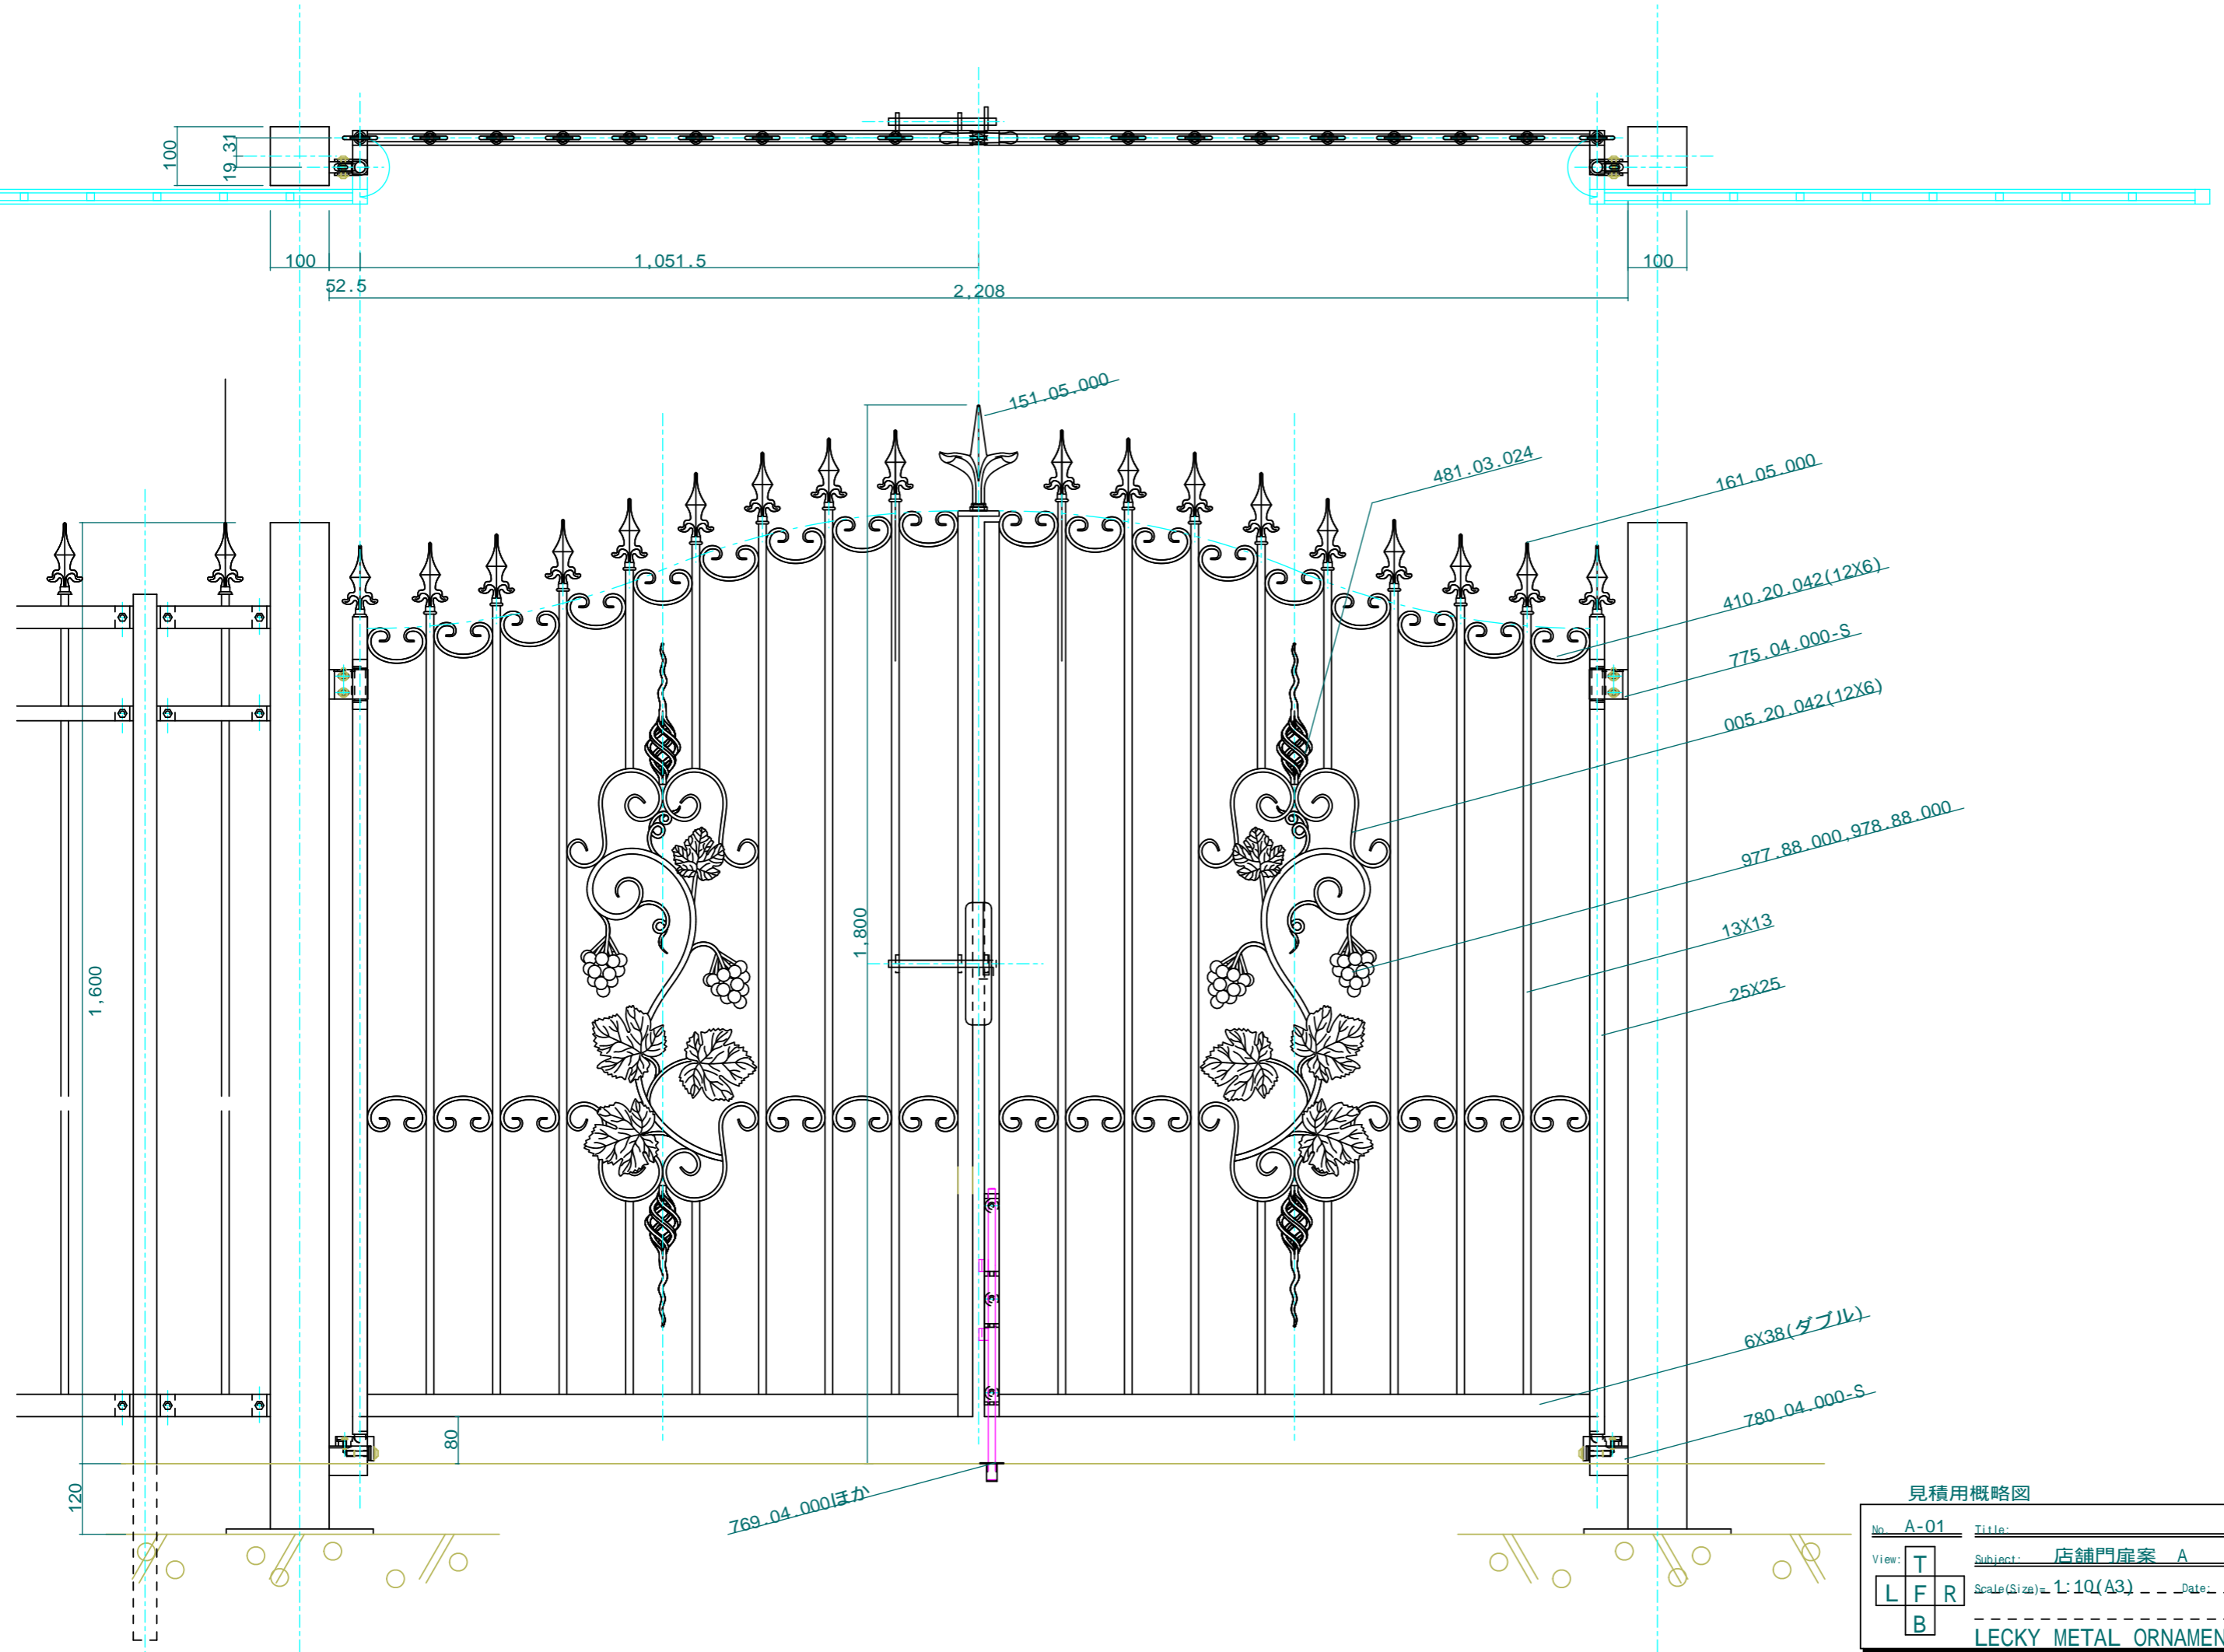 100
19.31
100
1,051.5
100
52.5
2,208
151.05.000
481.03.024
161.05.000
410.20.042(12X6)
775.04.000-S
005.20.042(12X6)
977.88.000,978.88.000
13X13
25X25
1,800
1,600
6X38(ダブル)
780.04.000-S
80
120
769.04.000ほか
見積用概略図
No. A-01 Title:
View: T L F R B
Subject: 店舗門扉案 A
Scale(Size)= 1:10(A3) Date:
LECKY METAL ORNAMEN